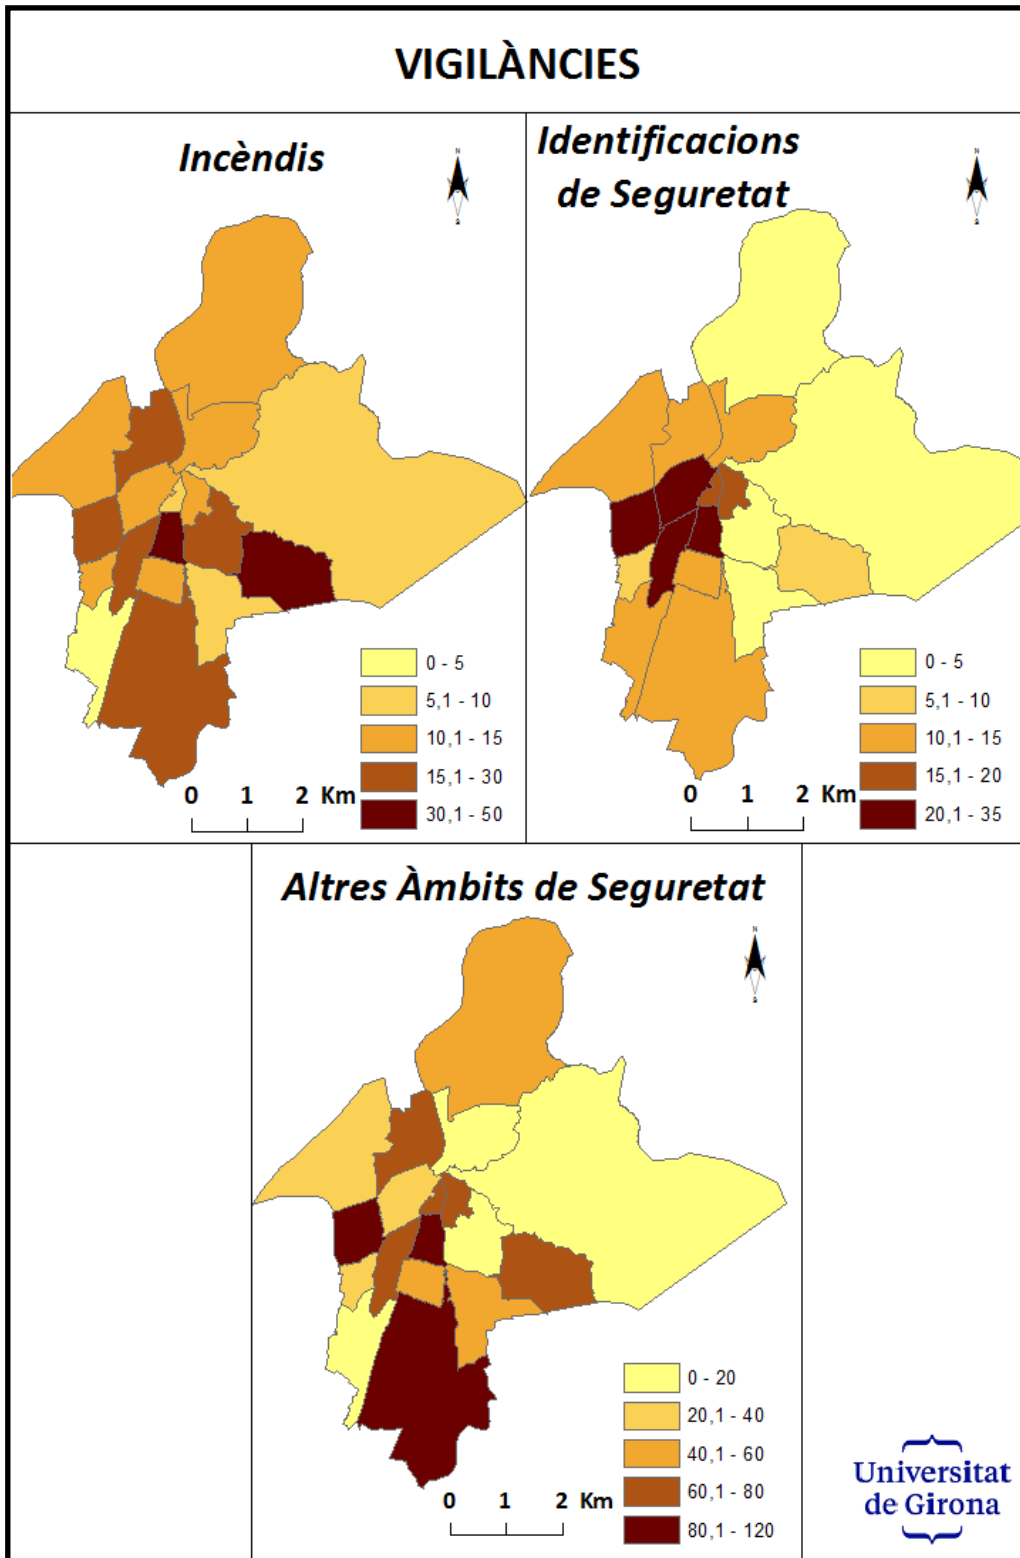 VIGILÀNCIES
Incèndis
N
S
0 - 5
5,1 - 10
10,1 - 15
15,1 - 30
30,1 - 50
0 1 2 Km
Identificacions
de Seguretat
N
S
0 - 5
5,1 - 10
10,1 - 15
15,1 - 20
20,1 - 35
0 1 2 Km
Altres Àmbits de Seguretat
N
S
0 - 20
20,1 - 40
40,1 - 60
60,1 - 80
80,1 - 120
0 1 2 Km
Universitat
de Girona